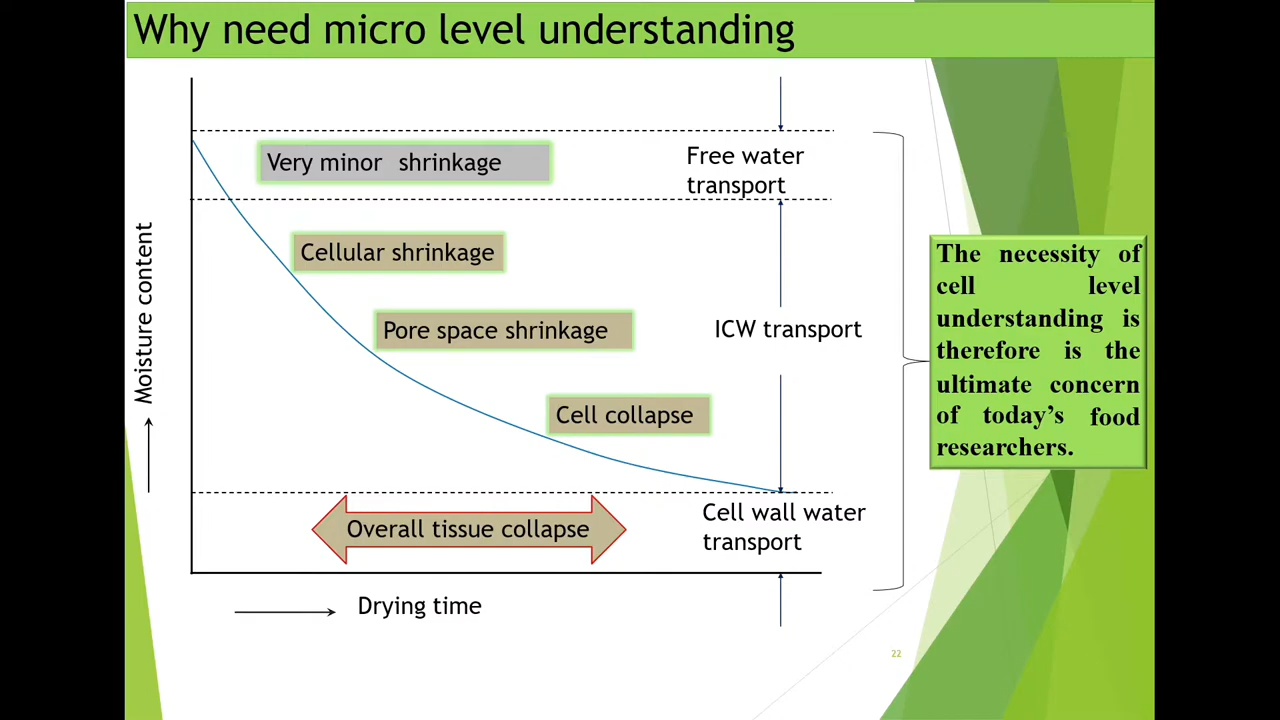 Why need micro level understanding
Very minor shrinkage
Free water
transport
Cellular shrinkage
Pore space shrinkage
ICW transport
Cell collapse
Overall tissue collapse
Cell wall water
transport
Moisture content
Drying time
The necessity of
cell level
understanding is
therefore is the
ultimate concern
of today’s food
researchers.
22